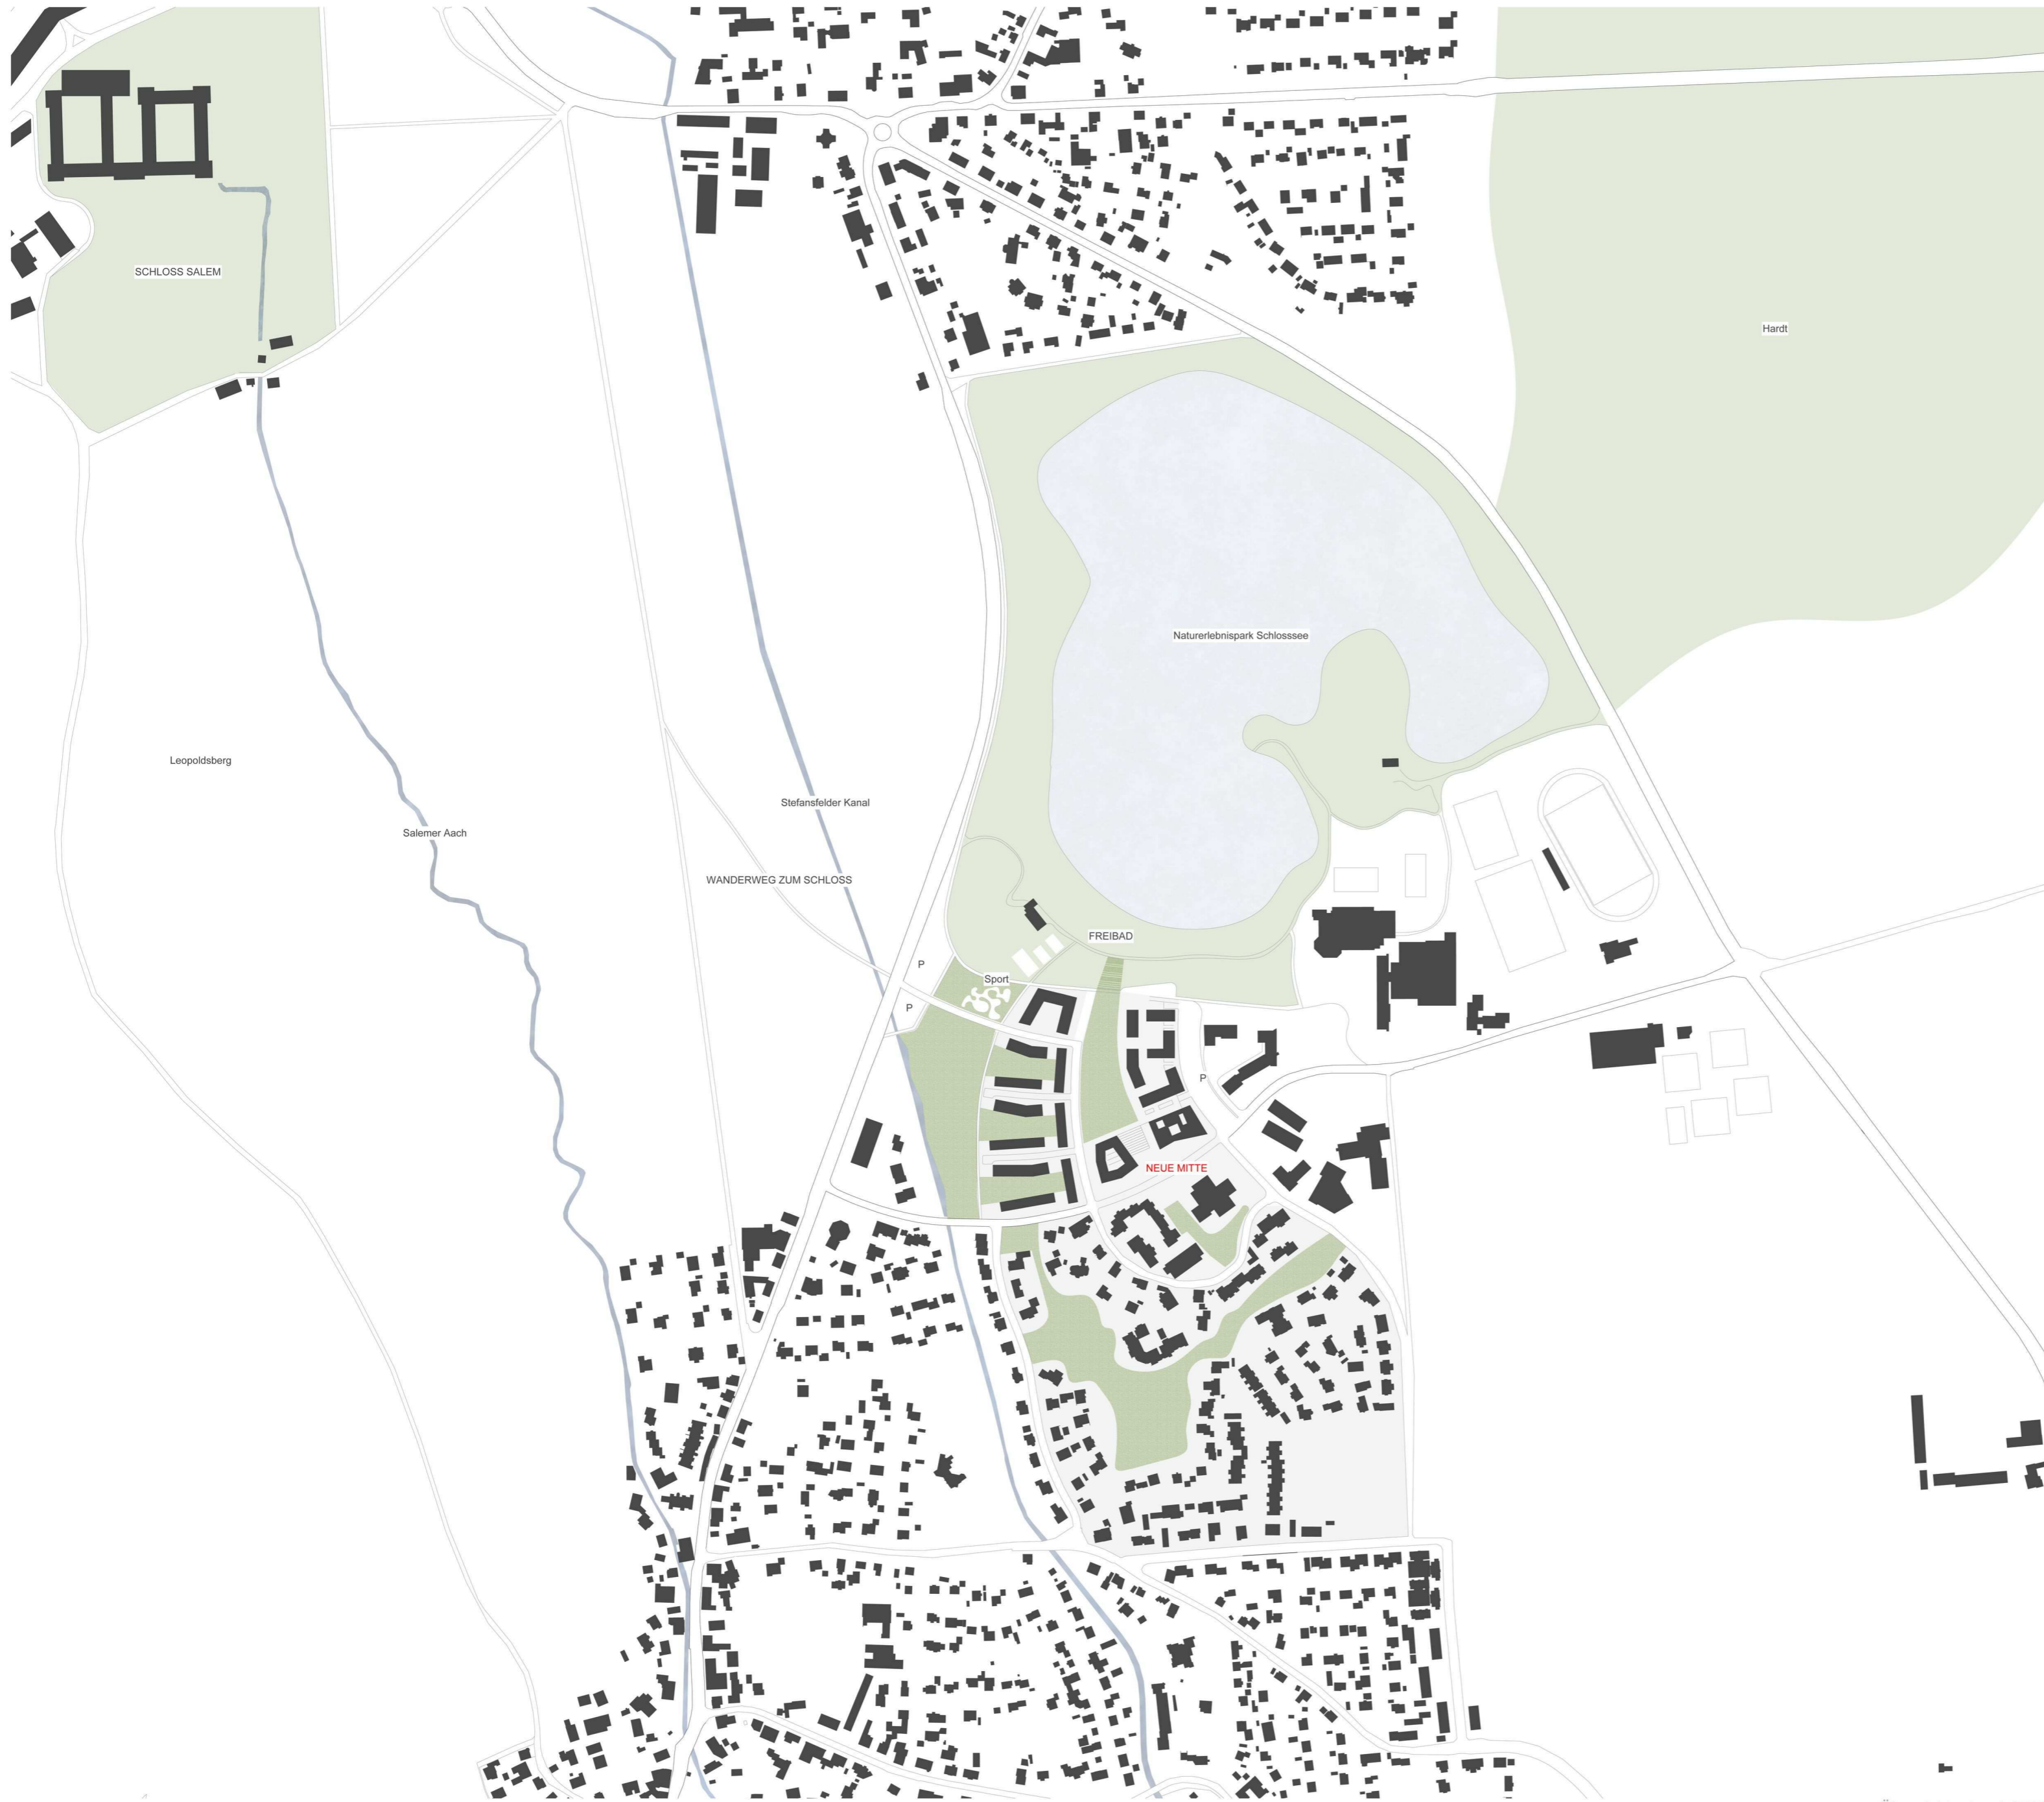 SCHLOSS SALEM
Hardt
Naturerlebnispark Schlosssee
Leopoldsberg
Stefansfelder Kanal
Salemer Aach
WANDERWEG ZUM SCHLOSS
FREIBAD
P
Sport
P
P
NEUE MITTE